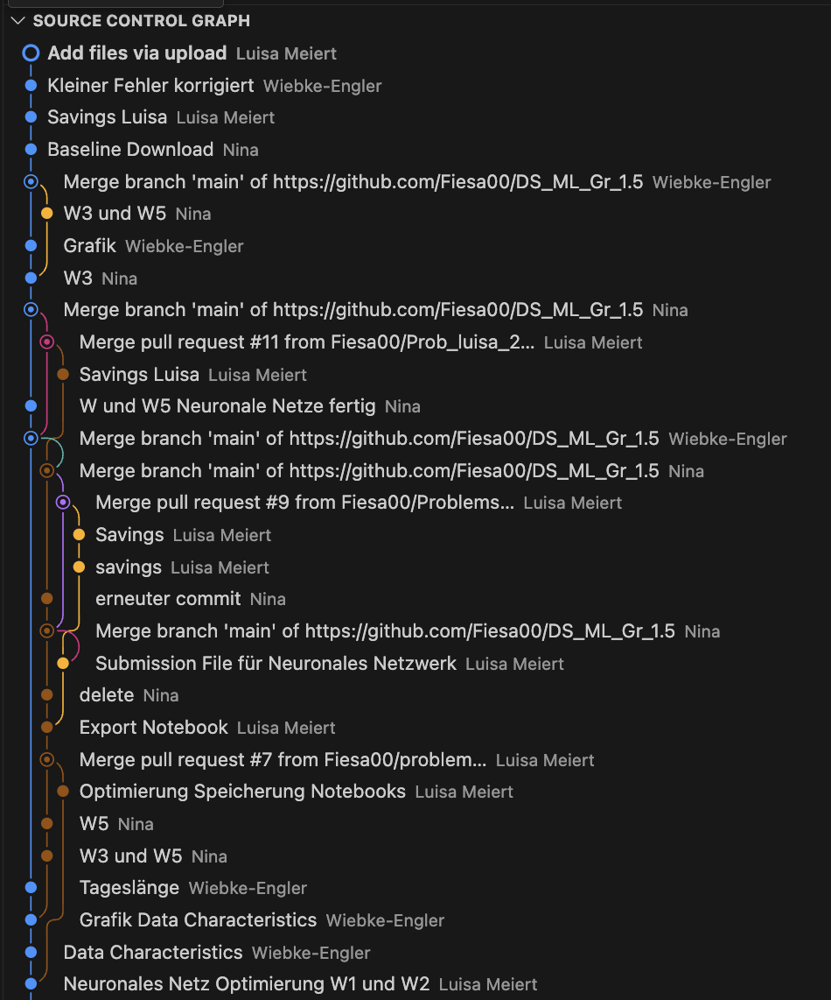 SOURCE CONTROL GRAPH
Add files via upload Luisa Meiert
Kleiner Fehler korrigiert Wiebke-Engler
Savings Luisa Luisa Meiert
Baseline Download Nina
Merge branch 'main' of https://github.com/Fiesa00/DS_ML_Gr_1.5 Wiebke-Engler
W3 und W5 Nina
Grafik Wiebke-Engler
W3 Nina
Merge branch 'main' of https://github.com/Fiesa00/DS_ML_Gr_1.5 Nina
Merge pull request #11 from Fiesa00/Prob_luisa_2... Luisa Meiert
Savings Luisa Luisa Meiert
W und W5 Neuronale Netze fertig Nina
Merge branch 'main' of https://github.com/Fiesa00/DS_ML_Gr_1.5 Wiebke-Engler
Merge branch 'main' of https://github.com/Fiesa00/DS_ML_Gr_1.5 Nina
Merge pull request #9 from Fiesa00/Problems... Luisa Meiert
Savings Luisa Meiert
savings Luisa Meiert
erneuter commit Nina
Merge branch 'main' of https://github.com/Fiesa00/DS_ML_Gr_1.5 Nina
Submission File für Neuronales Netzwerk Luisa Meiert
delete Nina
Export Notebook Luisa Meiert
Merge pull request #7 from Fiesa00/problem... Luisa Meiert
Optimierung Speicherung Notebooks Luisa Meiert
W5 Nina
W3 und W5 Nina
Tageslänge Wiebke-Engler
Grafik Data Characteristics Wiebke-Engler
Data Characteristics Wiebke-Engler
Neuronales Netz Optimierung W1 und W2 Luisa Meiert